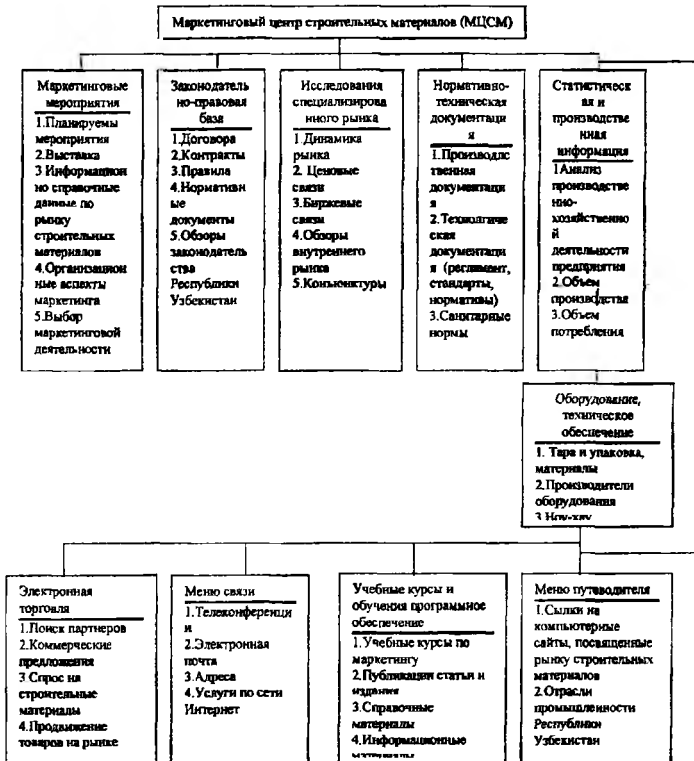 Маркетинговый центр строительных материалов (МЦСМ)
Маркетинговые
мероприятия
1.Планируемы
мероприятия
2.Выставка
3 Информацион
но справочные
данные по
рынку
строительных
материалов
4.Организацион
ные аспекты
маркетинга
5.Выбор
маркетинговой
деятельности
Законодатель
но-правовая
база
1.Договора
2.Контракты
3.Правила
4.Нормативн
ые
документы
5.Обзоры
законодатель
ства
Республики
Узбекистан
Исследования
специализирова
нного рынка
1.Динамика
рынка
2. Ценовые
связи
3.Биржевые
связи
4.Обзоры
внутреннего
рынка
5.Конъюнктуры
Нормативно-
техническая
документаци
я
1.Производс
твенная
документаци
я
2.Технолгиче
ская
документаци
я (регламент,
стандарты,
нормативы)
3.Санитарные
нормы
Статистическа
я и
производстве
нная
информация
1Анализ
производстве
нно-
хозяйственно
й
деятельности
предприятия
2.Объем
производства
3.Объем
потребления
Оборудование,
техническое
обеспечение
1. Тара и упаковка,
материалы
2.Производители
оборудования
3 Ноу-хау
Электронная
торговля
1.Поиск партнеров
2.Коммерческие
предложения
3 Спрос на
строительные
материалы
4.Продвижение
товаров на рынке
Меню связи
1.Телеконференци
и
2.Электронная
почта
3.Адреса
4.Услуги по сети
Интернет
Учебные курсы и
обучения программное
обеспечение
1.Учебные курсы по
маркетингу
2.Публикации статьи и
издания
3.Справочные
материалы
4.Информационные
материалы
Меню путеводителя
1.Сылки на
компьютерные
сайты, посвященные
рынку строительных
материалов
2.Отрасли
промышленности
Республики
Узбекистан